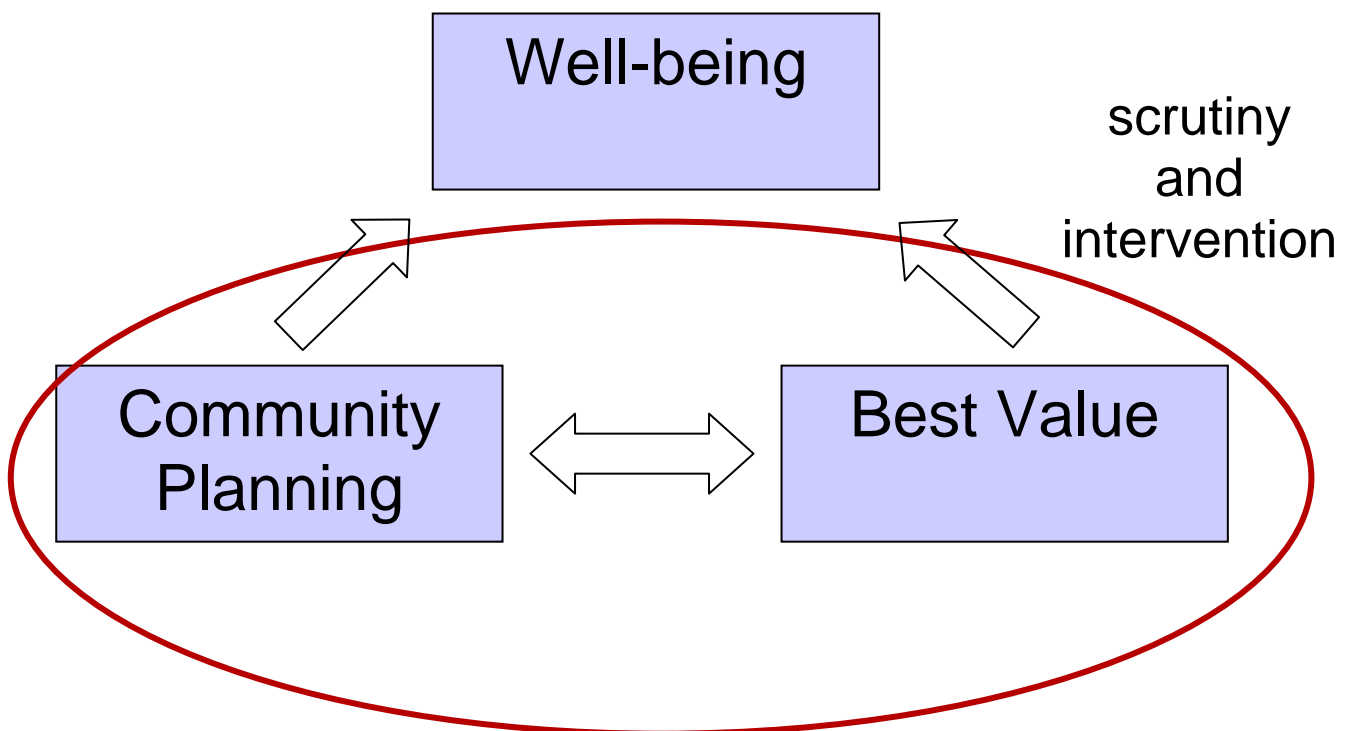 Well-being
scrutiny
and
intervention
Community
Planning
Best Value